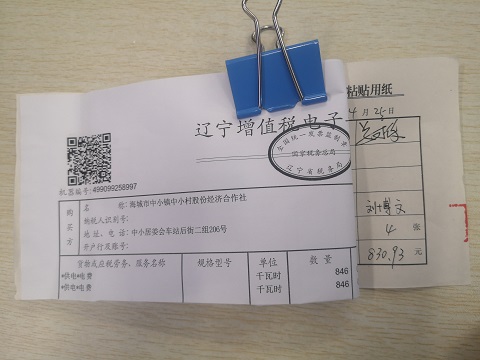 粘贴用纸
4月25日
辽宁增值税电子
全国统一发票监制章
国家税务总局
辽宁省税务局
机器编号: 499099258997
购买方
名 称: 海城市中小镇中小村股份经济合作社
纳税人识别号:
地 址、电 话: 中小居委会车站后街二组206号
开户行及账号:
刘博文
4 张
830.93 元
货物或应税劳务、服务名称 规格型号 单位 数 量
*供电*电费 千瓦时 846
*供电*电费 千瓦时 846